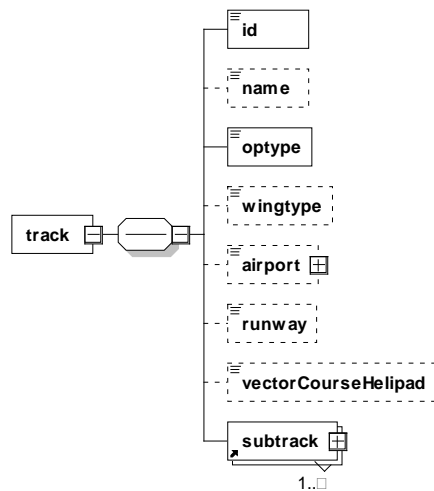 id
name
optype
wingtype
track
airport
runway
vectorCourseHelipad
subtrack
1..□